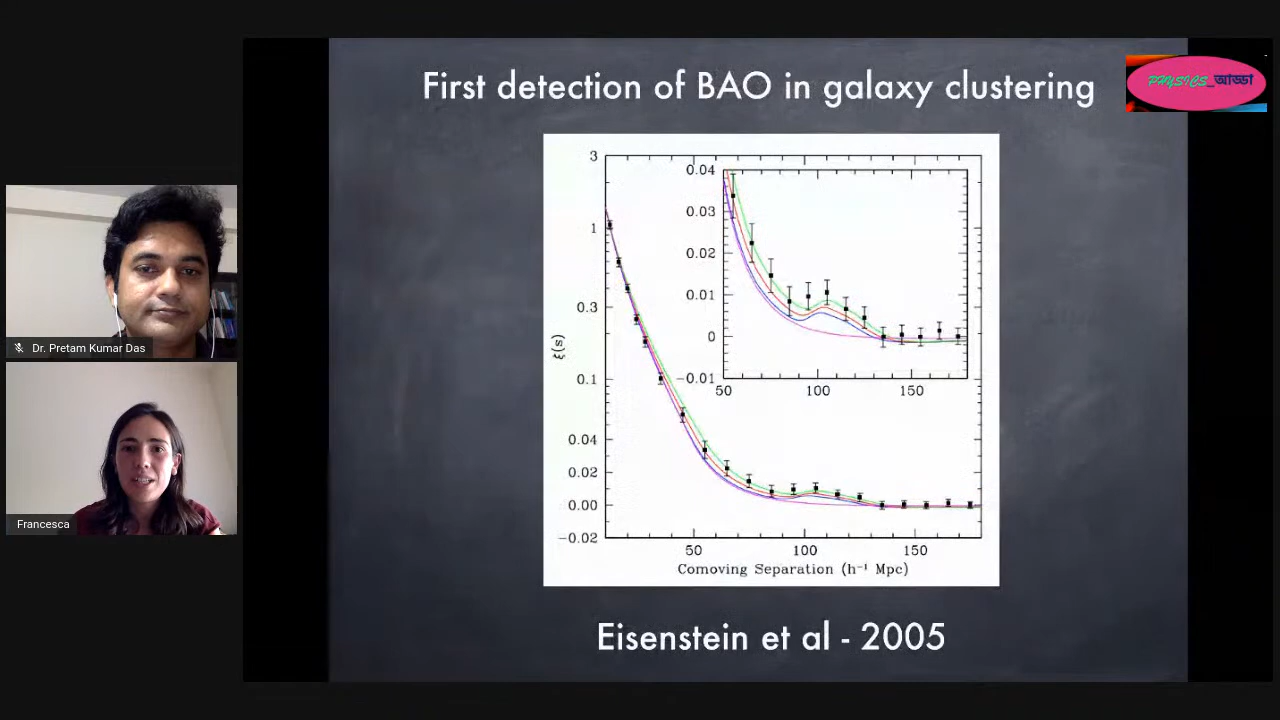 First detection of BAO in galaxy clustering
PHYSICS_আড্ডা
3
1
0.3
0.1
0.04
0.02
0.00
−0.02
ξ(s)
50
100
150
Comoving Separation (h⁻¹ Mpc)
0.04
0.03
0.02
0.01
0
−0.01
50
100
150
Dr. Pretam Kumar Das
Francesca
Eisenstein et al - 2005